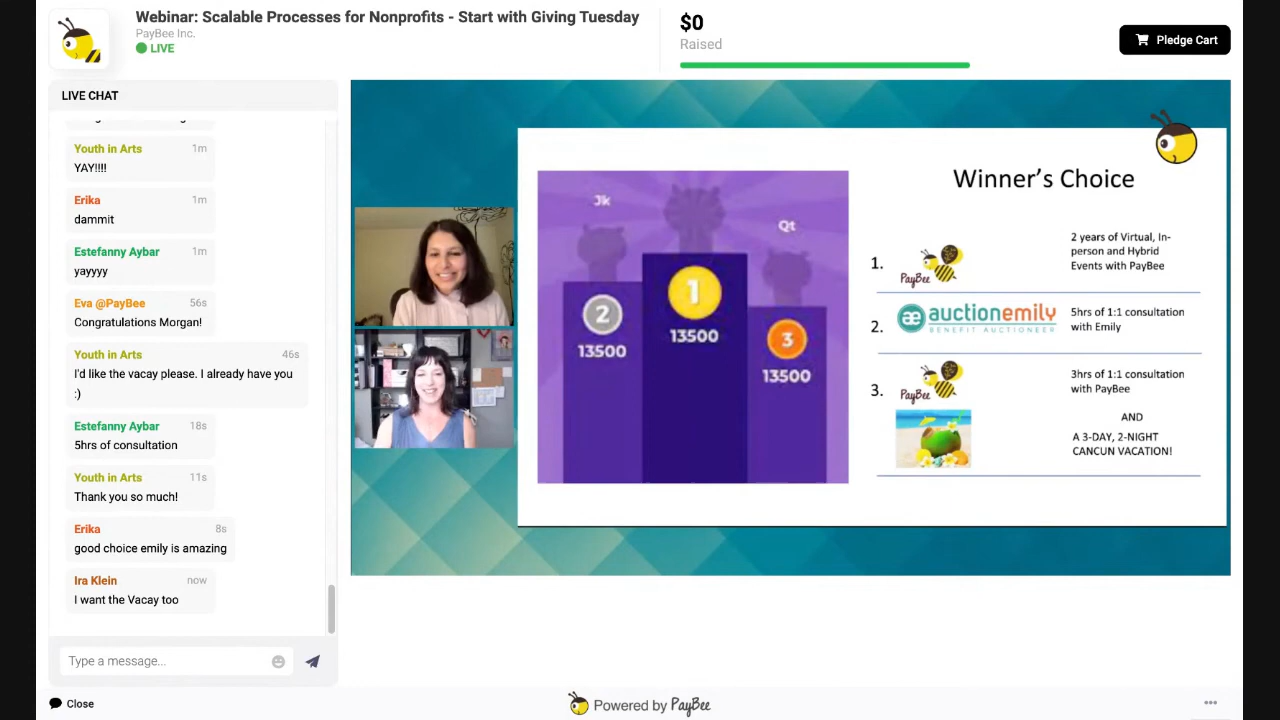 Webinar: Scalable Processes for Nonprofits - Start with Giving Tuesday
PayBee Inc.
LIVE
$0
Raised
Pledge Cart
LIVE CHAT
Youth in Arts 1m
YAY!!!!
Erika 1m
dammit
Estefanny Aybar 1m
yayyyy
Eva @PayBee 56s
Congratulations Morgan!
Youth in Arts 46s
I'd like the vacay please. I already have you
:)
Estefanny Aybar 18s
5hrs of consultation
Youth in Arts 11s
Thank you so much!
Erika 8s
good choice emily is amazing
Ira Klein now
I want the Vacay too
Type a message...
Close
Jk
Qt
1
13500
2
13500
3
13500
Winner's Choice
1.
PayBee
2 years of Virtual, In-
person and Hybrid
Events with PayBee
2.
ae auctionemily
BENEFIT AUCTIONEER
5hrs of 1:1 consultation
with Emily
3.
PayBee
3hrs of 1:1 consultation
with PayBee
AND
A 3-DAY, 2-NIGHT
CANCUN VACATION!
Powered by PayBee